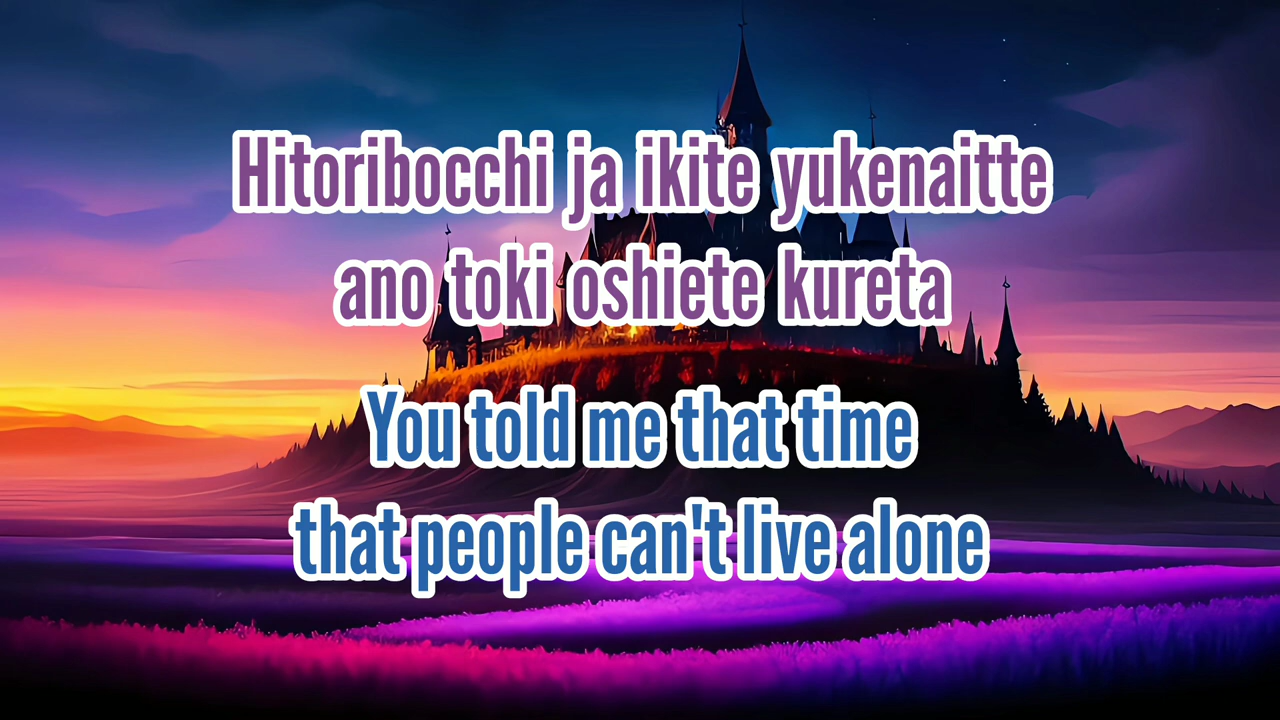 Hitoribocchi ja ikite yukenaitte
ano toki oshiete kureta
You told me that time
that people can't live alone